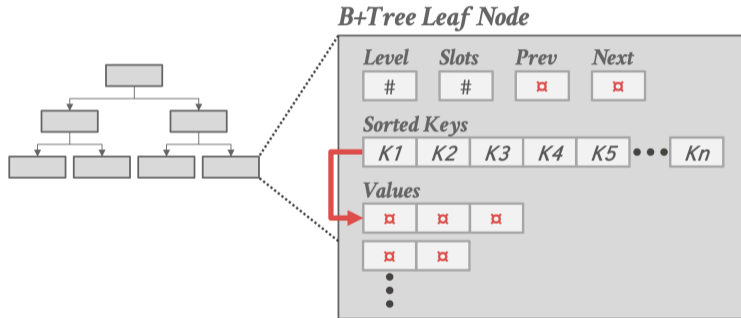 B+Tree Leaf Node
Level Slots Prev Next
# # ¤ ¤
Sorted Keys
K1 K2 K3 K4 K5 ••• Kn
Values
¤ ¤ ¤
¤ ¤